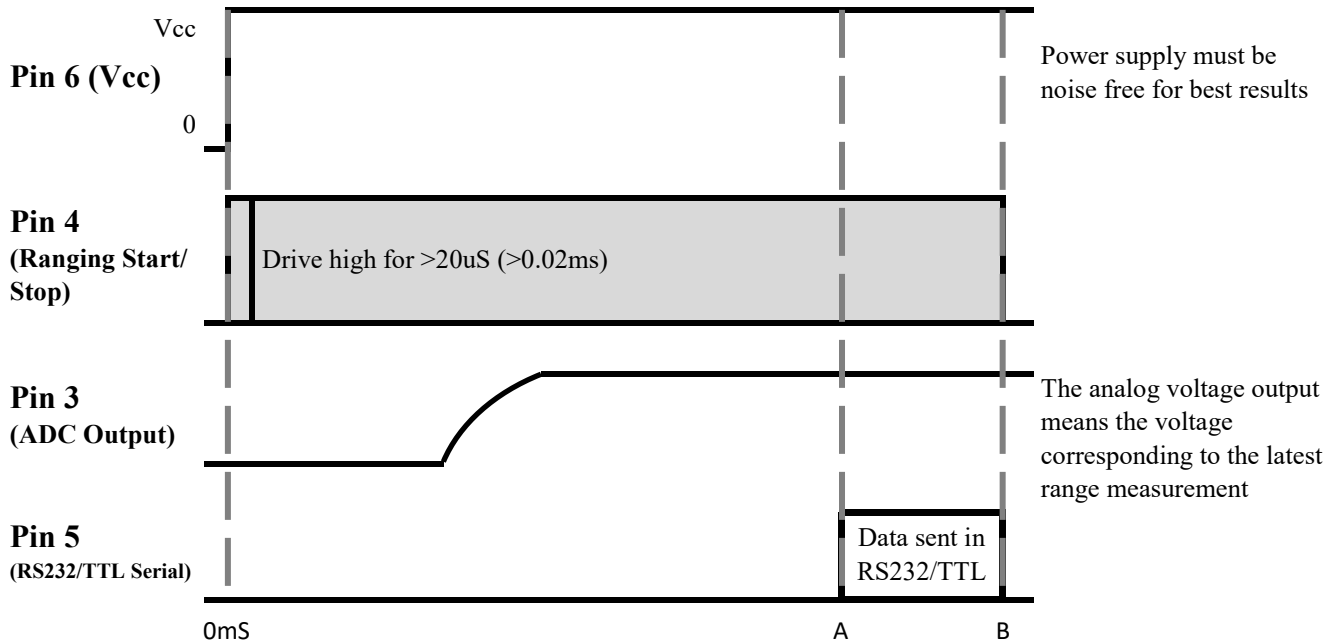 Vcc
Pin 6 (Vcc)
0
Power supply must be
noise free for best results
Pin 4
(Ranging Start/
Stop)
Drive high for >20uS (>0.02ms)
Pin 3
(ADC Output)
The analog voltage output
means the voltage
corresponding to the latest
range measurement
Pin 5
(RS232/TTL Serial)
Data sent in
RS232/TTL
0mS
A
B